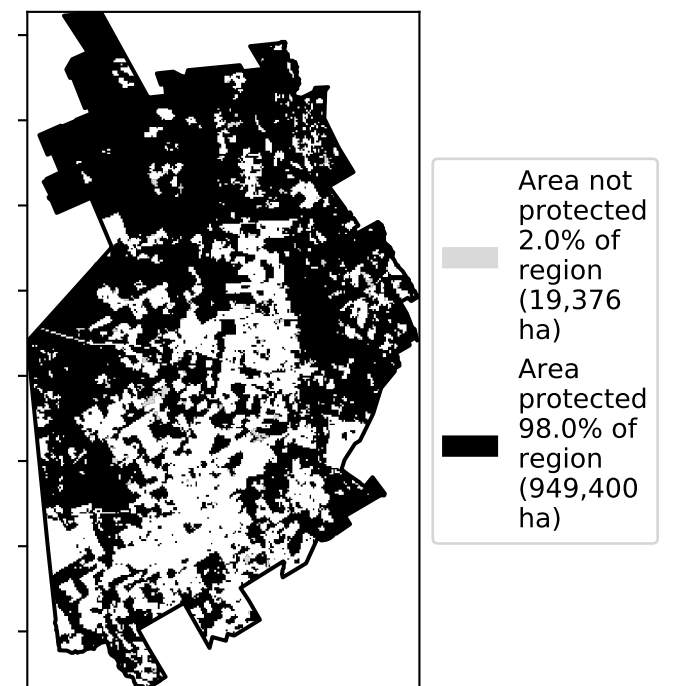 Area not
protected
2.0% of
region
(19,376
ha)
Area
protected
98.0% of
region
(949,400
ha)